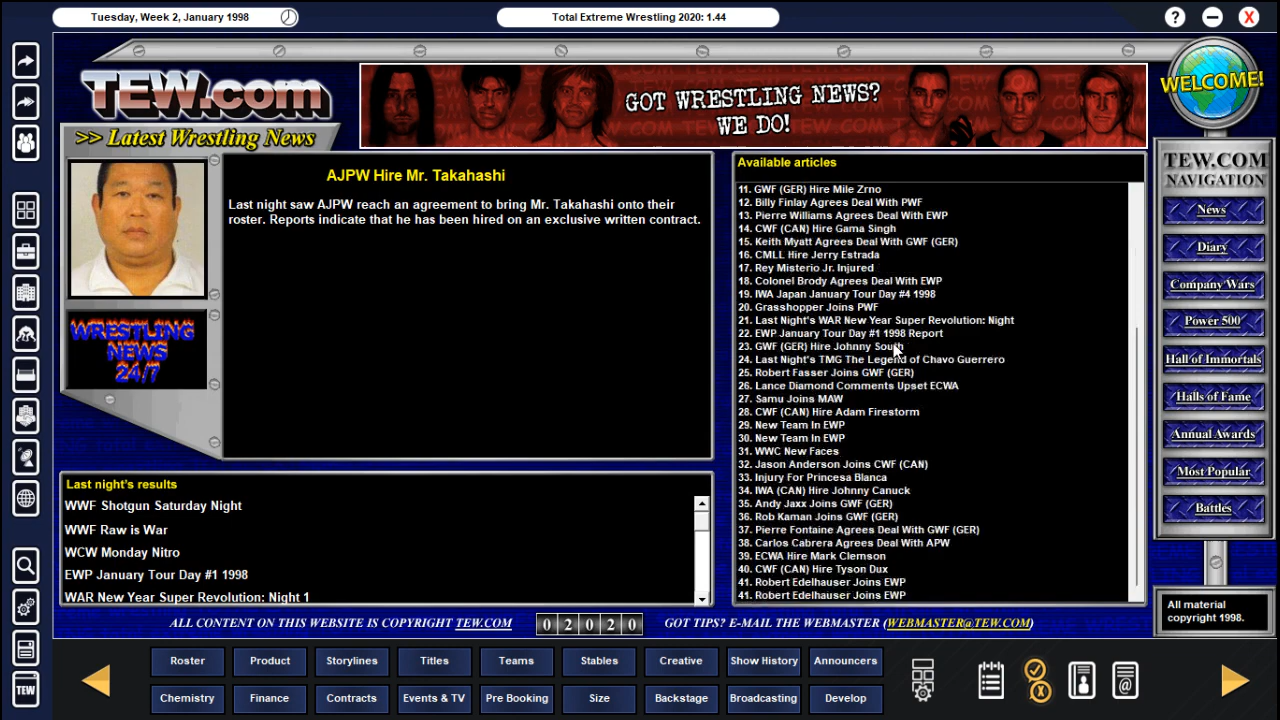 Tuesday, Week 2, January 1998
Total Extreme Wrestling 2020: 1.44
?
X
TEW.com
>> Latest Wrestling News
TEW.COM
GOT WRESTLING NEWS?
WE DO!
WELCOME!
AJPW Hire Mr. Takahashi
Last night saw AJPW reach an agreement to bring Mr. Takahashi onto their
roster. Reports indicate that he has been hired on an exclusive written contract.
WRESTLING
NEWS
24/7
Available articles
11. GWF (GER) Hire Mile Zrno
12. Billy Finlay Agrees Deal With PWF
13. Pierre Williams Agrees Deal With EWP
14. CWF (CAN) Hire Gama Singh
15. Keith Myatt Agrees Deal With GWF (GER)
16. CMLL Hire Jerry Estrada
17. Rey Misterio Jr. Injured
18. Colonel Brody Agrees Deal With EWP
19. IWA Japan January Tour Day #4 1998
20. Grasshopper Joins PWF
21. Last Night's WAR New Year Super Revolution: Night
22. EWP January Tour Day #1 1998 Report
23. GWF (GER) Hire Johnny South
24. Last Night's TMG The Legend of Chavo Guerrero
25. Robert Fasser Joins GWF (GER)
26. Lance Diamond Comments Upset ECWA
27. Samu Joins MAW
28. CWF (CAN) Hire Adam Firestorm
29. New Team In EWP
30. New Team In EWP
31. WWC New Faces
32. Jason Anderson Joins CWF (CAN)
33. Injury For Princesa Blanca
34. IWA (CAN) Hire Johnny Canuck
35. Andy Jaxx Joins GWF (GER)
36. Rob Kaman Joins GWF (GER)
37. Pierre Fontaine Agrees Deal With GWF (GER)
38. Carlos Cabrera Agrees Deal With APW
39. ECWA Hire Mark Clemson
40. CWF (CAN) Hire Tyson Dux
41. Robert Edelhauser Joins EWP
41. Robert Edelhauser Joins EWP
Last night's results
WWF Shotgun Saturday Night
WWF Raw is War
WCW Monday Nitro
EWP January Tour Day #1 1998
WAR New Year Super Revolution: Night 1
TEW.COM
NAVIGATION
News
Diary
Company Wars
Power 500
Hall of Immortals
Halls of Fame
Annual Awards
Most Popular
Battles
All material
copyright 1998.
ALL CONTENT ON THIS WEBSITE IS COPYRIGHT TEW.COM
02020
GOT TIPS? E-MAIL THE WEBMASTER (WEBMASTER@TEW.COM)
TEW
Roster
Product
Storylines
Titles
Teams
Stables
Creative
Show History
Announcers
Chemistry
Finance
Contracts
Events & TV
Pre Booking
Size
Backstage
Broadcasting
Develop